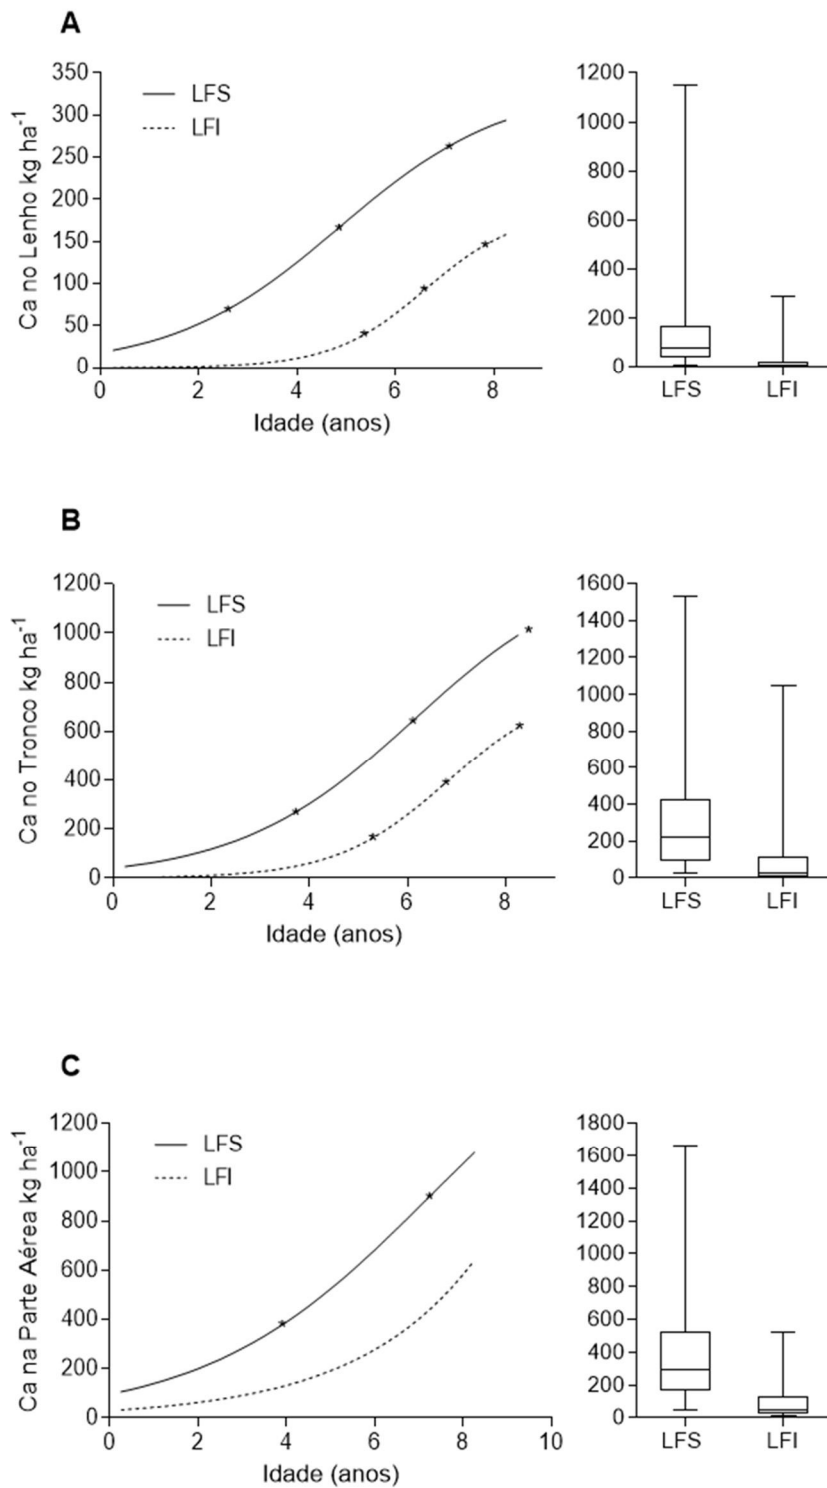 A
350
300
250
200
150
100
50
0
Ca no Lenho kg ha-1
LFS
LFI
0 2 4 6 8
Idade (anos)
1200
1000
800
600
400
200
0
LFS LFI
B
1200
1000
800
600
400
200
0
Ca no Tronco kg ha-1
LFS
LFI
0 2 4 6 8
Idade (anos)
1600
1400
1200
1000
800
600
400
200
0
LFS LFI
C
1200
1000
800
600
400
200
0
Ca na Parte Aérea kg ha-1
LFS
LFI
0 2 4 6 8 10
Idade (anos)
1800
1600
1400
1200
1000
800
600
400
200
0
LFS LFI